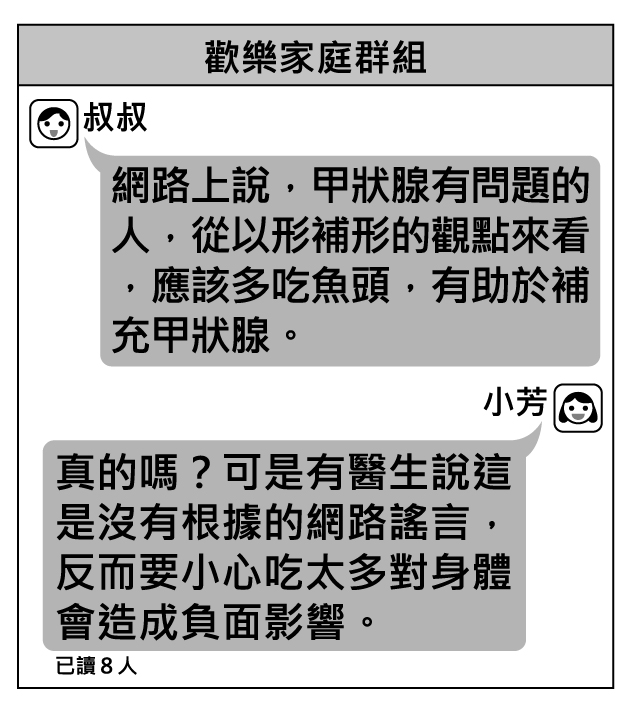 歡樂家庭群組
叔叔
網路上說，甲狀腺有問題的
人，從以形補形的觀點來看
，應該多吃魚頭，有助於補
充甲狀腺。
小芳
真的嗎？可是有醫生說這
是沒有根據的網路謠言，
反而要小心吃太多對身體
會造成負面影響。
已讀8人